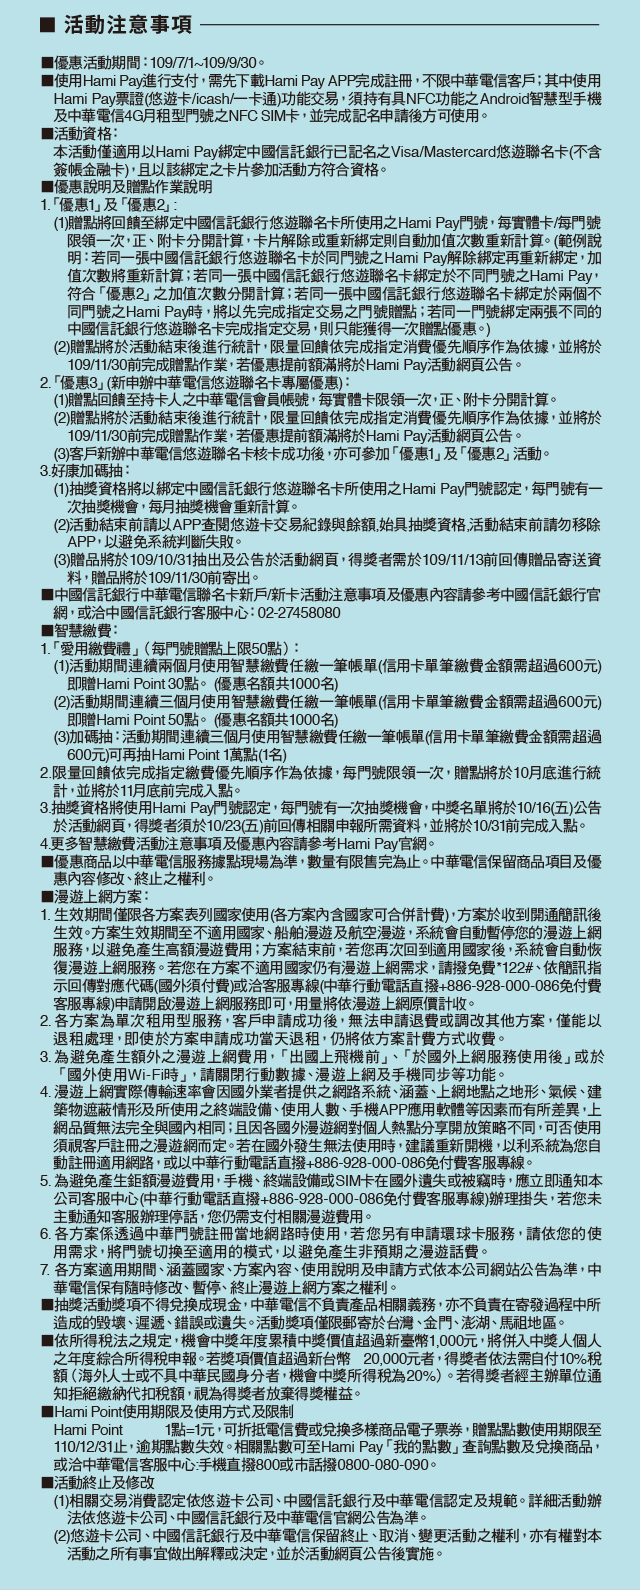 ■ 活動注意事項
■優惠活動期間：109/7/1~109/9/30。
■使用Hami Pay進行支付，需先下載Hami Pay APP完成註冊，不限中華電信客戶；其中使用
Hami Pay票證(悠遊卡/icash/一卡通)功能交易，須持有具NFC功能之Android智慧型手機
及中華電信4G月租型門號之NFC SIM卡，並完成記名申請後方可使用。
■活動資格：
本活動僅適用以Hami Pay綁定中國信託銀行已記名之Visa/Mastercard悠遊聯名卡(不含
簽帳金融卡)，且以該綁定之卡片參加活動方符合資格。
■優惠說明及贈點作業說明
1.「優惠1」及「優惠2」:
(1)贈點將回饋至綁定中國信託銀行悠遊聯名卡所使用之Hami Pay門號，每實體卡/每門號
限領一次，正、附卡分開計算，卡片解除或重新綁定則自動加值次數重新計算。(範例說
明：若同一張中國信託銀行悠遊聯名卡於同門號之Hami Pay解除綁定再重新綁定，加
值次數將重新計算；若同一張中國信託銀行悠遊聯名卡綁定於不同門號之Hami Pay，
符合「優惠2」之加值次數分開計算；若同一張中國信託銀行悠遊聯名卡綁定於兩個不
同門號之Hami Pay時，將以先完成指定交易之門號贈點；若同一門號綁定兩張不同的
中國信託銀行悠遊聯名卡完成指定交易，則只能獲得一次贈點優惠。)
(2)贈點將於活動結束後進行統計，限量回饋依完成指定消費優先順序作為依據，並將於
109/11/30前完成贈點作業，若優惠提前額滿將於Hami Pay活動網頁公告。
2.「優惠3」(新申辦中華電信悠遊聯名卡專屬優惠)：
(1)贈點回饋至持卡人之中華電信會員帳號，每實體卡限領一次，正、附卡分開計算。
(2)贈點將於活動結束後進行統計，限量回饋依完成指定消費優先順序作為依據，並將於
109/11/30前完成贈點作業，若優惠提前額滿將於Hami Pay活動網頁公告。
(3)客戶新辦中華電信悠遊聯名卡核卡成功後，亦可參加「優惠1」及「優惠2」活動。
3.好康加碼抽：
(1)抽獎資格將以綁定中國信託銀行悠遊聯名卡所使用之Hami Pay門號認定，每門號有一
次抽獎機會，每月抽獎機會重新計算。
(2)活動結束前請以APP查閱悠遊卡交易紀錄與餘額,始具抽獎資格,活動結束前請勿移除
APP，以避免系統判斷失敗。
(3)贈品將於109/10/31抽出及公告於活動網頁，得獎者需於109/11/13前回傳贈品寄送資
料，贈品將於109/11/30前寄出。
■中國信託銀行中華電信聯名卡新戶/新卡活動注意事項及優惠內容請參考中國信託銀行官
網，或洽中國信託銀行客服中心：02-27458080
■智慧繳費：
1.「愛用繳費禮」（每門號贈點上限50點）：
(1)活動期間連續兩個月使用智慧繳費任繳一筆帳單(信用卡單筆繳費金額需超過600元)
即贈Hami Point 30點。 (優惠名額共1000名)
(2)活動期間連續三個月使用智慧繳費任繳一筆帳單(信用卡單筆繳費金額需超過600元)
即贈Hami Point 50點。 (優惠名額共1000名)
(3)加碼抽：活動期間連續三個月使用智慧繳費任繳一筆帳單(信用卡單筆繳費金額需超過
600元)可再抽Hami Point 1萬點(1名)
2.限量回饋依完成指定繳費優先順序作為依據，每門號限領一次，贈點將於10月底進行統
計，並將於11月底前完成入點。
3.抽獎資格將使用Hami Pay門號認定，每門號有一次抽獎機會，中獎名單將於10/16(五)公告
於活動網頁，得獎者須於10/23(五)前回傳相關申報所需資料，並將於10/31前完成入點。
4.更多智慧繳費活動注意事項及優惠內容請參考Hami Pay官網。
■優惠商品以中華電信服務據點現場為準，數量有限售完為止。中華電信保留商品項目及優
惠內容修改、終止之權利。
■漫遊上網方案：
1. 生效期間僅限各方案表列國家使用(各方案內含國家可合併計費)，方案於收到開通簡訊後
生效。方案生效期間至不適用國家、船舶漫遊及航空漫遊，系統會自動暫停您的漫遊上網
服務，以避免產生高額漫遊費用；方案結束前，若您再次回到適用國家後，系統會自動恢
復漫遊上網服務。若您在方案不適用國家仍有漫遊上網需求，請撥免費*122#、依簡訊指
示回傳對應代碼(國外須付費)或洽客服專線(中華行動電話直撥+886-928-000-086免付費
客服專線)申請開啟漫遊上網服務即可，用量將依漫遊上網原價計收。
2. 各方案為單次租用型服務，客戶申請成功後，無法申請退費或調改其他方案，僅能以
退租處理，即使於方案申請成功當天退租，仍將依方案計費方式收費。
3. 為避免產生額外之漫遊上網費用，「出國上飛機前」、「於國外上網服務使用後」或於
「國外使用Wi-Fi時」，請關閉行動數據、漫遊上網及手機同步等功能。
4. 漫遊上網實際傳輸速率會因國外業者提供之網路系統、涵蓋、上網地點之地形、氣候、建
築物遮蔽情形及所使用之終端設備、使用人數、手機APP應用軟體等因素而有所差異，上
網品質無法完全與國內相同；且因各國外漫遊網對個人熱點分享開放策略不同，可否使用
須視客戶註冊之漫遊網而定。若在國外發生無法使用時，建議重新開機，以利系統為您自
動註冊適用網路，或以中華行動電話直撥+886-928-000-086免付費客服專線。
5. 為避免產生鉅額漫遊費用，手機、終端設備或SIM卡在國外遺失或被竊時，應立即通知本
公司客服中心(中華行動電話直撥+886-928-000-086免付費客服專線)辦理掛失，若您未
主動通知客服辦理停話，您仍需支付相關漫遊費用。
6. 各方案係透過中華門號註冊當地網路時使用，若您另有申請環球卡服務，請依您的使
用需求，將門號切換至適用的模式，以避免產生非預期之漫遊話費。
7. 各方案適用期間、涵蓋國家、方案內容、使用說明及申請方式依本公司網站公告為準，中
華電信保有隨時修改、暫停、終止漫遊上網方案之權利。
■抽獎活動獎項不得兌換成現金，中華電信不負責產品相關義務，亦不負責在寄發過程中所
造成的毀壞、遲遞、錯誤或遺失。活動獎項僅限郵寄於台灣、金門、澎湖、馬祖地區。
■依所得稅法之規定，機會中獎年度累積中獎價值超過新臺幣1,000元，將併入中獎人個人
之年度綜合所得稅申報。若獎項價值超過新台幣　20,000元者，得獎者依法需自付10%稅
額（海外人士或不具中華民國身分者，機會中獎所得稅為20%）。若得獎者經主辦單位通
知拒絕繳納代扣稅額，視為得獎者放棄得獎權益。
■Hami Point使用期限及使用方式及限制
Hami Point　　　1點=1元，可折抵電信費或兌換多樣商品電子票券，贈點點數使用期限至
110/12/31止，逾期點數失效。相關點數可至Hami Pay「我的點數」查詢點數及兌換商品，
或洽中華電信客服中心:手機直撥800或市話撥0800-080-090。
■活動終止及修改
(1)相關交易消費認定依悠遊卡公司、中國信託銀行及中華電信認定及規範。詳細活動辦
法依悠遊卡公司、中國信託銀行及中華電信官網公告為準。
(2)悠遊卡公司、中國信託銀行及中華電信保留終止、取消、變更活動之權利，亦有權對本
活動之所有事宜做出解釋或決定，並於活動網頁公告後實施。